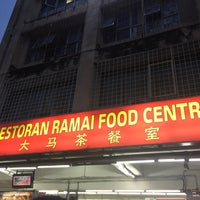 ESTORAN RAMAI FOOD CENTR
大马茶餐室